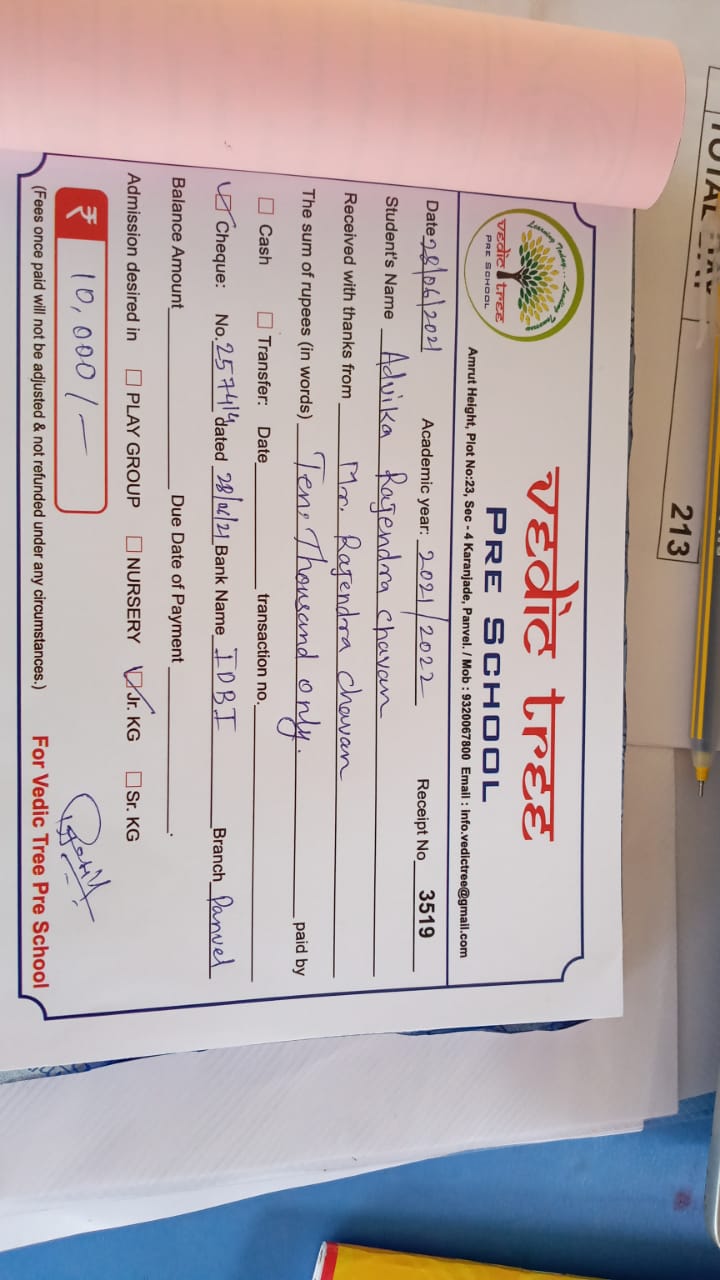 TOTAL
213
Learning Today... Leading Tomorrow
vedic tree
PRE SCHOOL
vedic tree
PRE SCHOOL
Amrut Height, Plot No:23, Sec - 4 Karanjade, Panvel. / Mob : 9320067800 Email : info.vedictree@gmail.com
Date 28/06/2021 Academic year: 2021/2022 Receipt No 3519
Student's Name Advika Rajendra Chavan
Received with thanks from Mr. Rajendra Chavan
The sum of rupees (in words) Ten Thousand only. paid by
Cash Transfer: Date transaction no.
Cheque: No. 257414 dated 28/06/21 Bank Name IDBI Branch Panvel
Balance Amount Due Date of Payment .
Admission desired in PLAY GROUP NURSERY Jr. KG Sr. KG
₹ 10,000/-
(Fees once paid will not be adjusted & not refunded under any circumstances.) For Vedic Tree Pre School